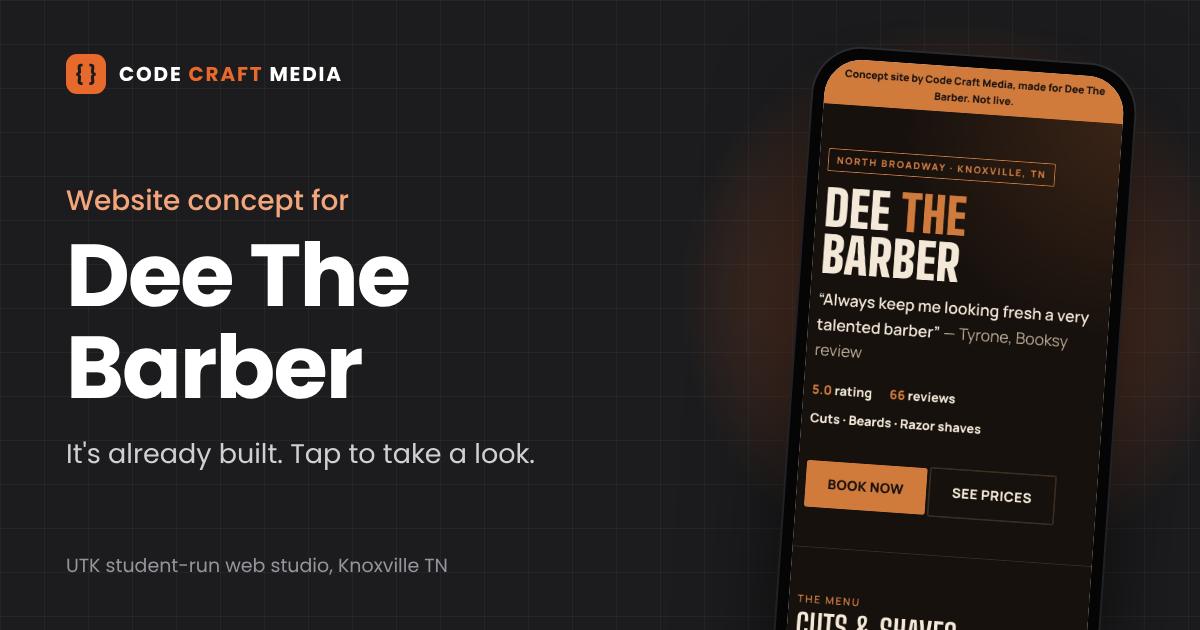 { } CODE CRAFT MEDIA
Website concept for
Dee The
Barber
It's already built. Tap to take a look.
UTK student-run web studio, Knoxville TN
Concept site by Code Craft Media, made for Dee The
Barber. Not live.
NORTH BROADWAY · KNOXVILLE, TN
DEE THE
BARBER
“Always keep me looking fresh a very
talented barber” — Tyrone, Booksy
review
5.0 rating 66 reviews
Cuts · Beards · Razor shaves
BOOK NOW SEE PRICES
THE MENU
CUTS & SHAVES